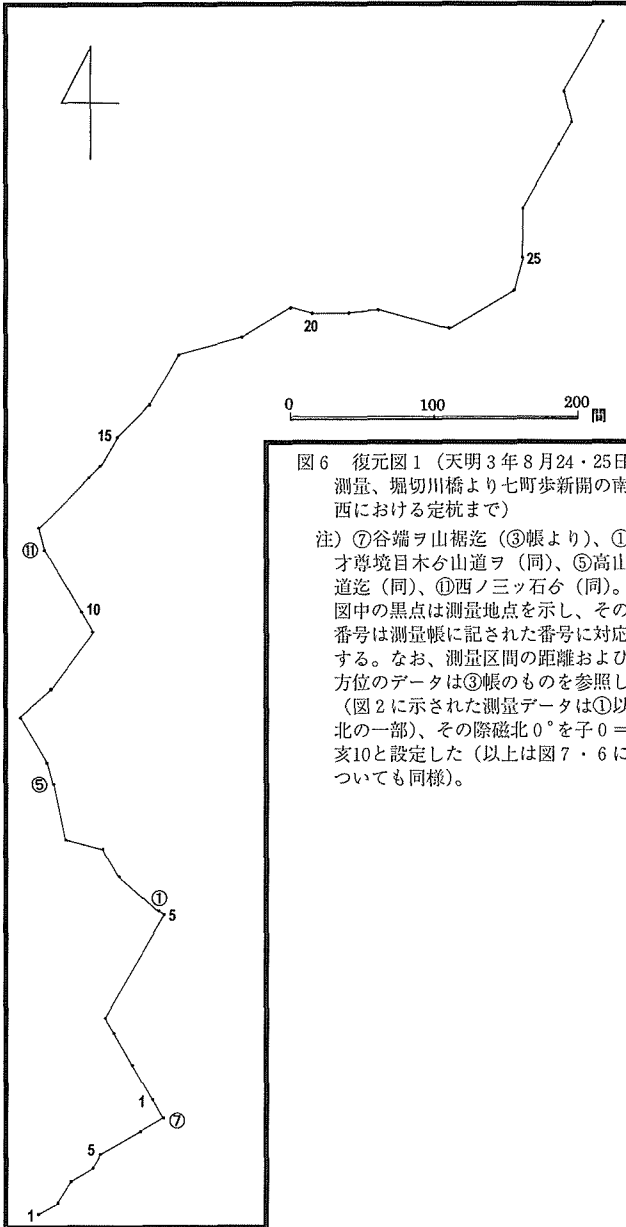 25
20
0 100 200
間
15
図6 復元図1（天明3年8月24・25日
測量、堀切川橋より七町歩新開の南
西における定杭まで）
注）⑦谷端ヲ山裾迄（③帳より）、①
才尊境目木ゟ山道ヲ（同）、⑤高山
道迄（同）、⑪西ノ三ッ石ゟ（同）。
図中の黒点は測量地点を示し、その
番号は測量帳に記された番号に対応
する。なお、測量区間の距離および
方位のデータは③帳のものを参照し
（図2に示された測量データは①以
北の一部）、その際磁北0°を子0＝
亥10と設定した（以上は図7・6に
ついても同様）。
⑪
10
⑤
①
5
1
⑦
5
1